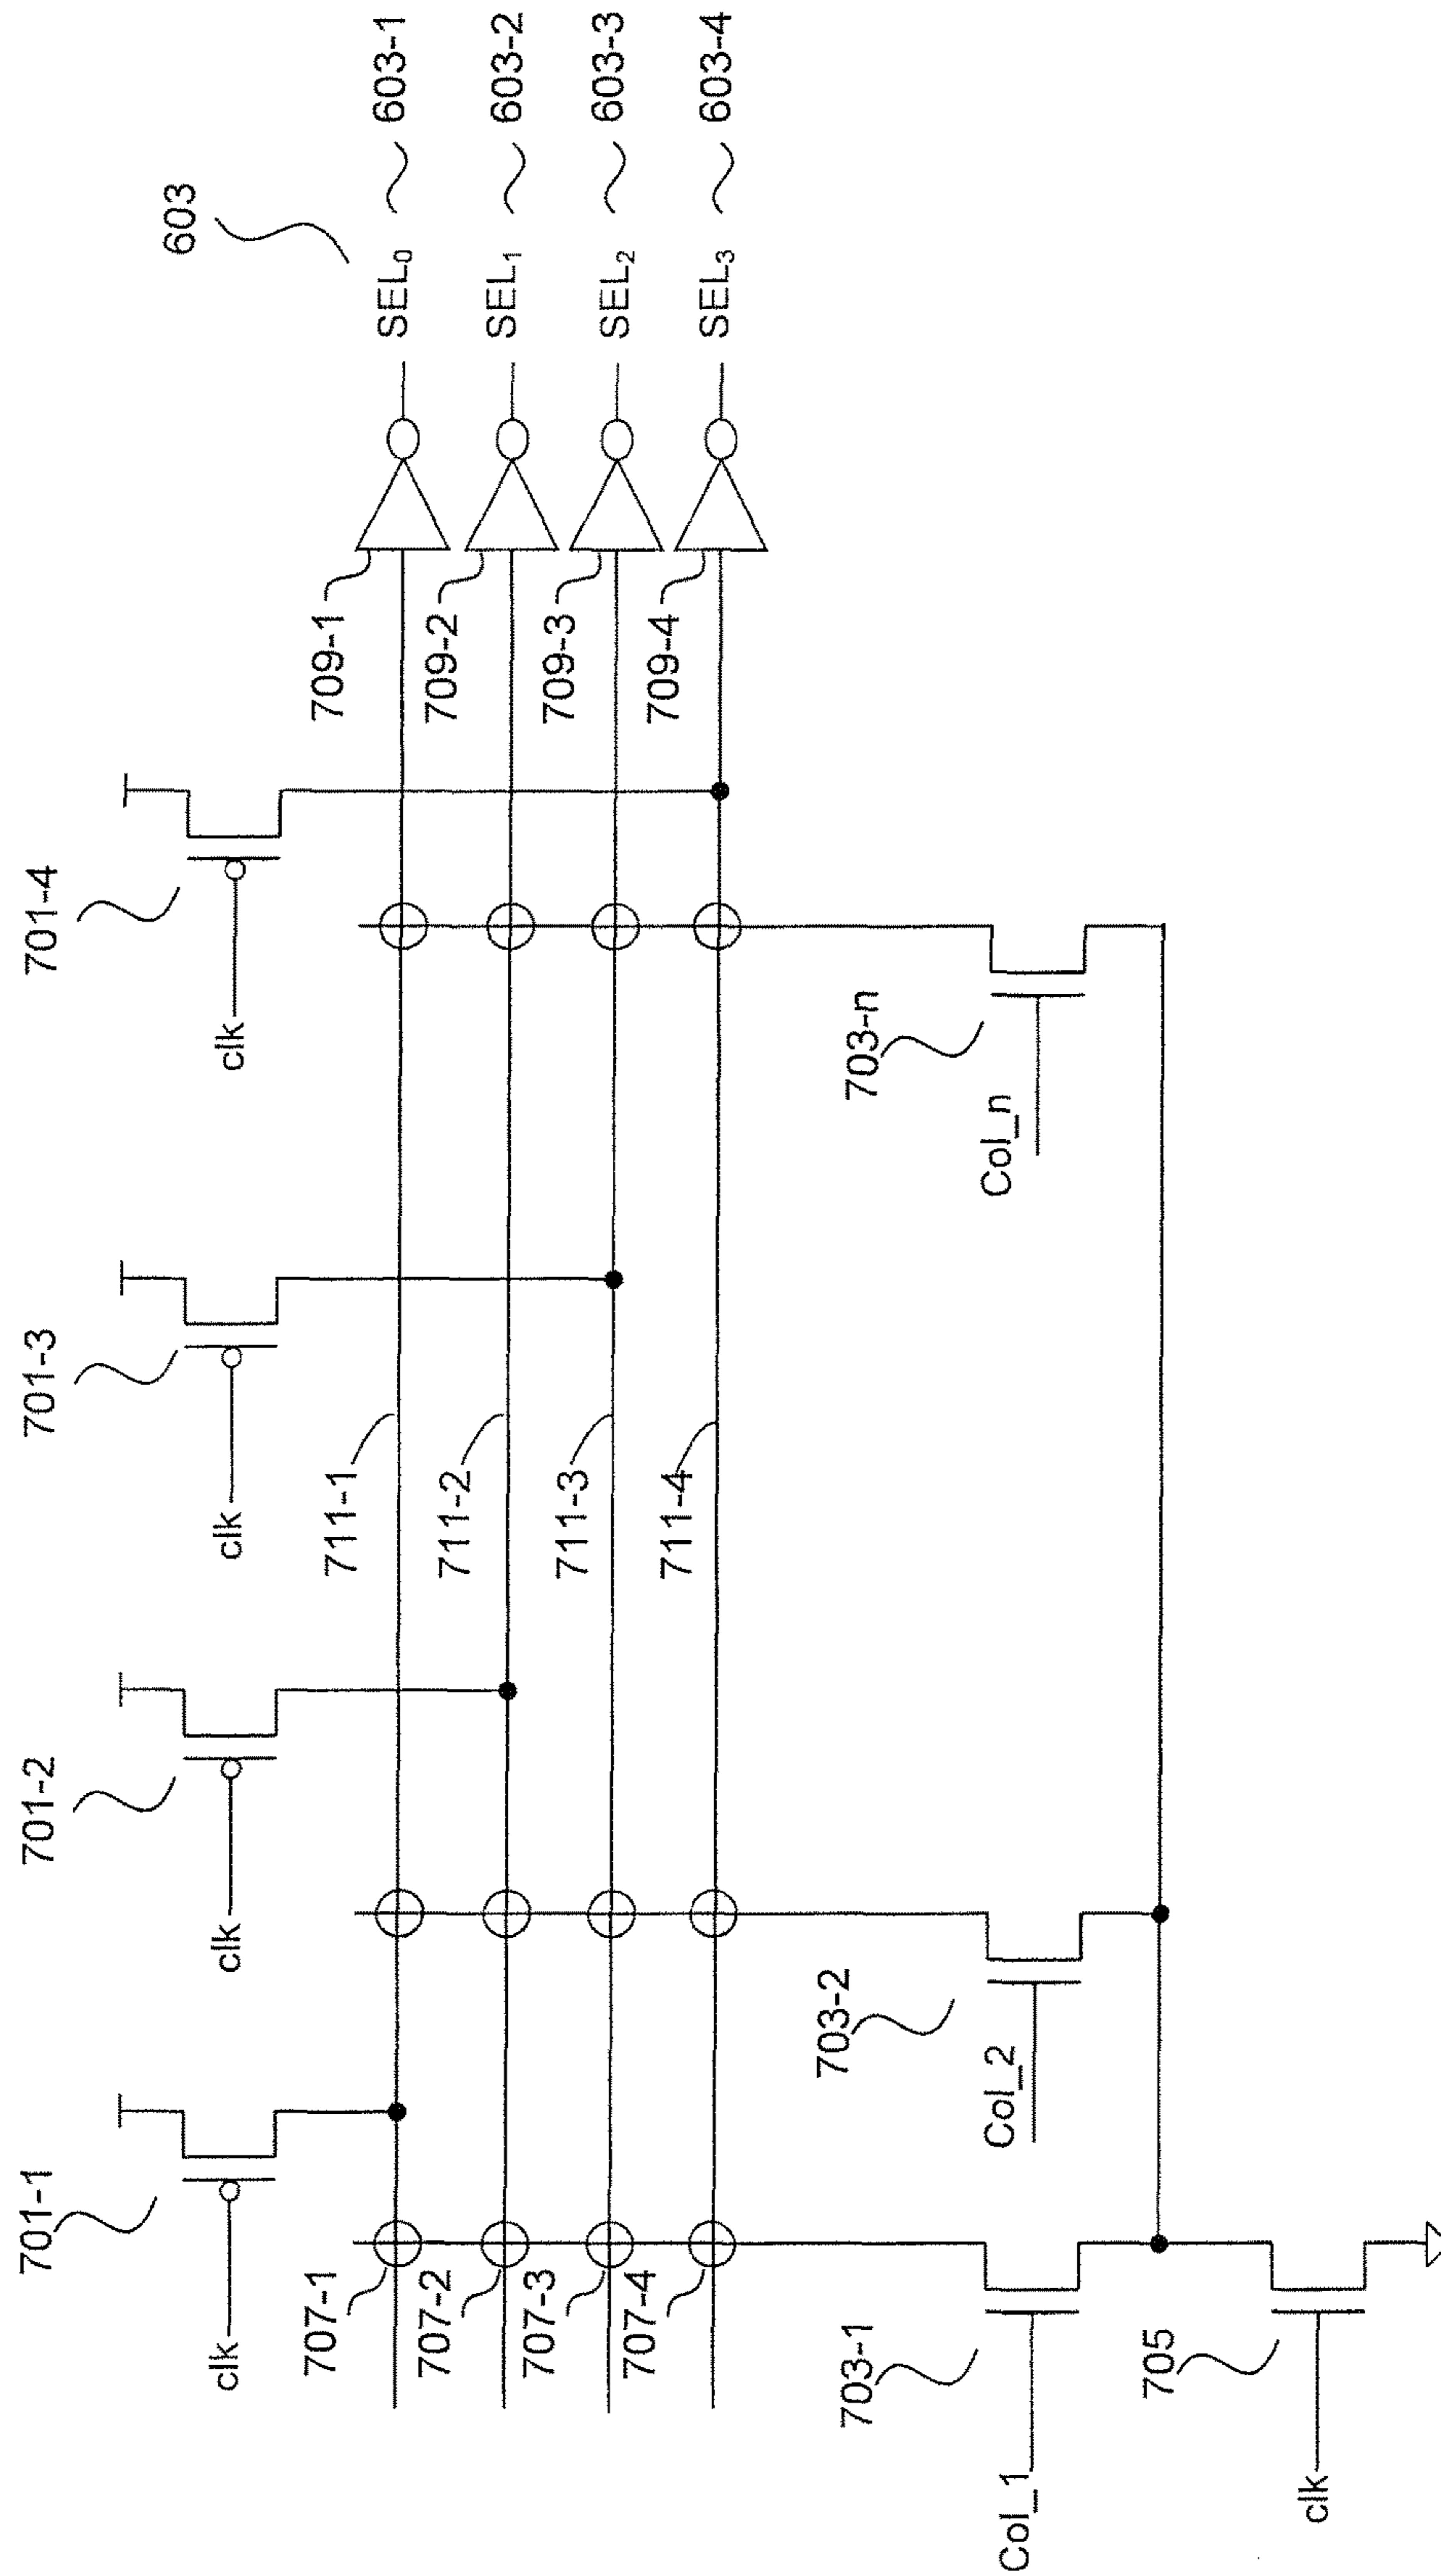 701-1 701-2 701-3 701-4
603
clk clk clk clk
707-1 711-1 709-1 SEL₀ 603-1
707-2 711-2 709-2 SEL₁ 603-2
707-3 711-3 709-3 SEL₂ 603-3
707-4 711-4 709-4 SEL₃ 603-4
703-1 703-2 703-n
Col_1 Col_2 Col_n
705
clk